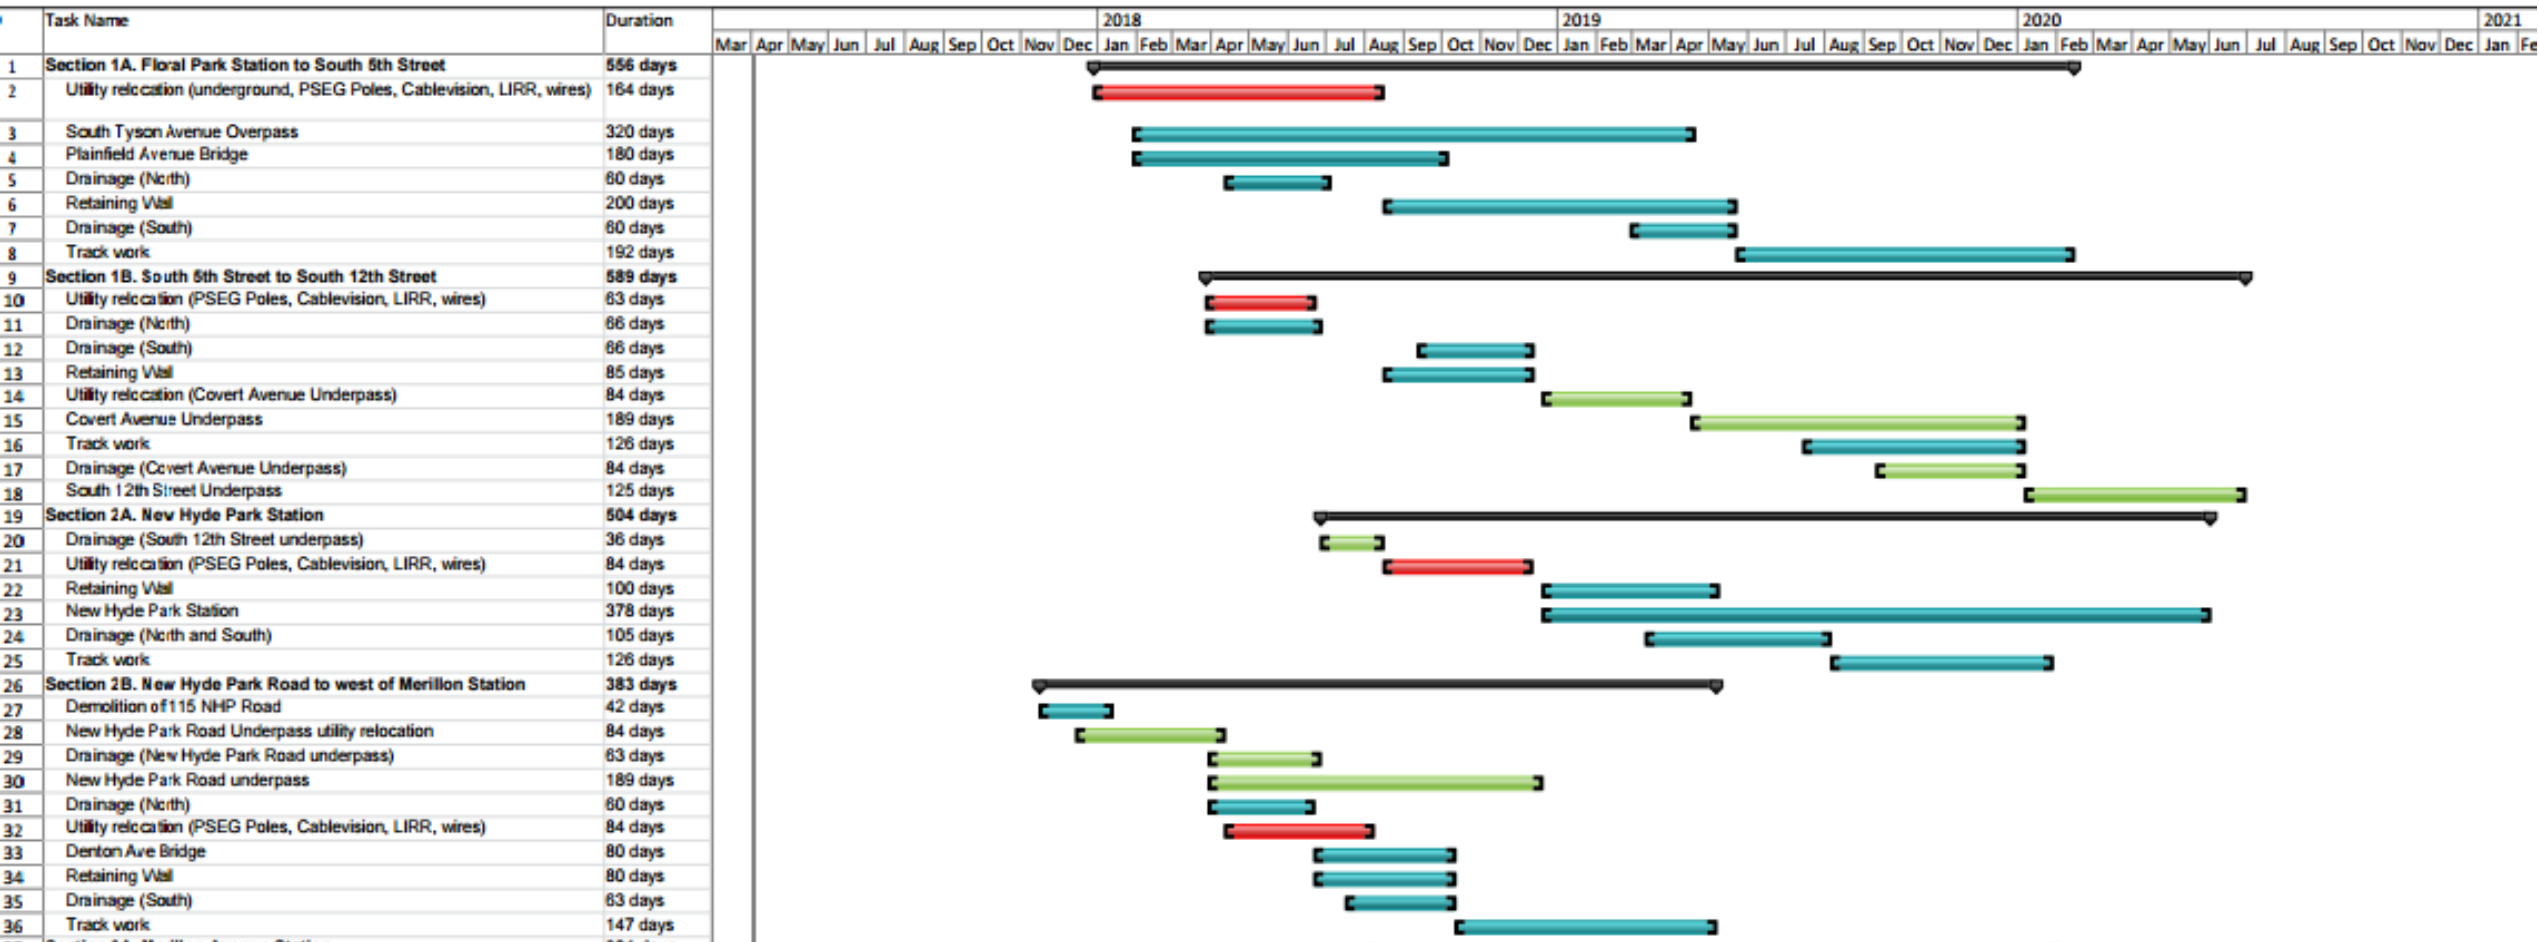 Task Name Duration 2018 2019 2020 2021
Mar Apr May Jun Jul Aug Sep Oct Nov Dec Jan Feb Mar Apr May Jun Jul Aug Sep Oct Nov Dec Jan Feb Mar Apr May Jun Jul Aug Sep Oct Nov Dec Jan Feb Mar Apr May Jun Jul Aug Sep Oct Nov Dec Jan Fe
1 Section 1A. Floral Park Station to South 5th Street 556 days
2 Utility relocation (underground, PSEG Poles, Cablevision, LIRR, wires) 164 days
3 South Tyson Avenue Overpass 320 days
4 Plainfield Avenue Bridge 180 days
5 Drainage (North) 60 days
6 Retaining Wall 200 days
7 Drainage (South) 60 days
8 Track work 192 days
9 Section 1B. South 5th Street to South 12th Street 589 days
10 Utility relocation (PSEG Poles, Cablevision, LIRR, wires) 63 days
11 Drainage (North) 66 days
12 Drainage (South) 66 days
13 Retaining Wall 85 days
14 Utility relocation (Covert Avenue Underpass) 84 days
15 Covert Avenue Underpass 189 days
16 Track work 126 days
17 Drainage (Covert Avenue Underpass) 84 days
18 South 12th Street Underpass 125 days
19 Section 2A. New Hyde Park Station 504 days
20 Drainage (South 12th Street underpass) 36 days
21 Utility relocation (PSEG Poles, Cablevision, LIRR, wires) 84 days
22 Retaining Wall 100 days
23 New Hyde Park Station 378 days
24 Drainage (North and South) 105 days
25 Track work 126 days
26 Section 2B. New Hyde Park Road to west of Merillon Station 383 days
27 Demolition of 115 NHP Road 42 days
28 New Hyde Park Road Underpass utility relocation 84 days
29 Drainage (New Hyde Park Road underpass) 63 days
30 New Hyde Park Road underpass 189 days
31 Drainage (North) 60 days
32 Utility relocation (PSEG Poles, Cablevision, LIRR, wires) 84 days
33 Denton Ave Bridge 80 days
34 Retaining Wall 80 days
35 Drainage (South) 63 days
36 Track work 147 days